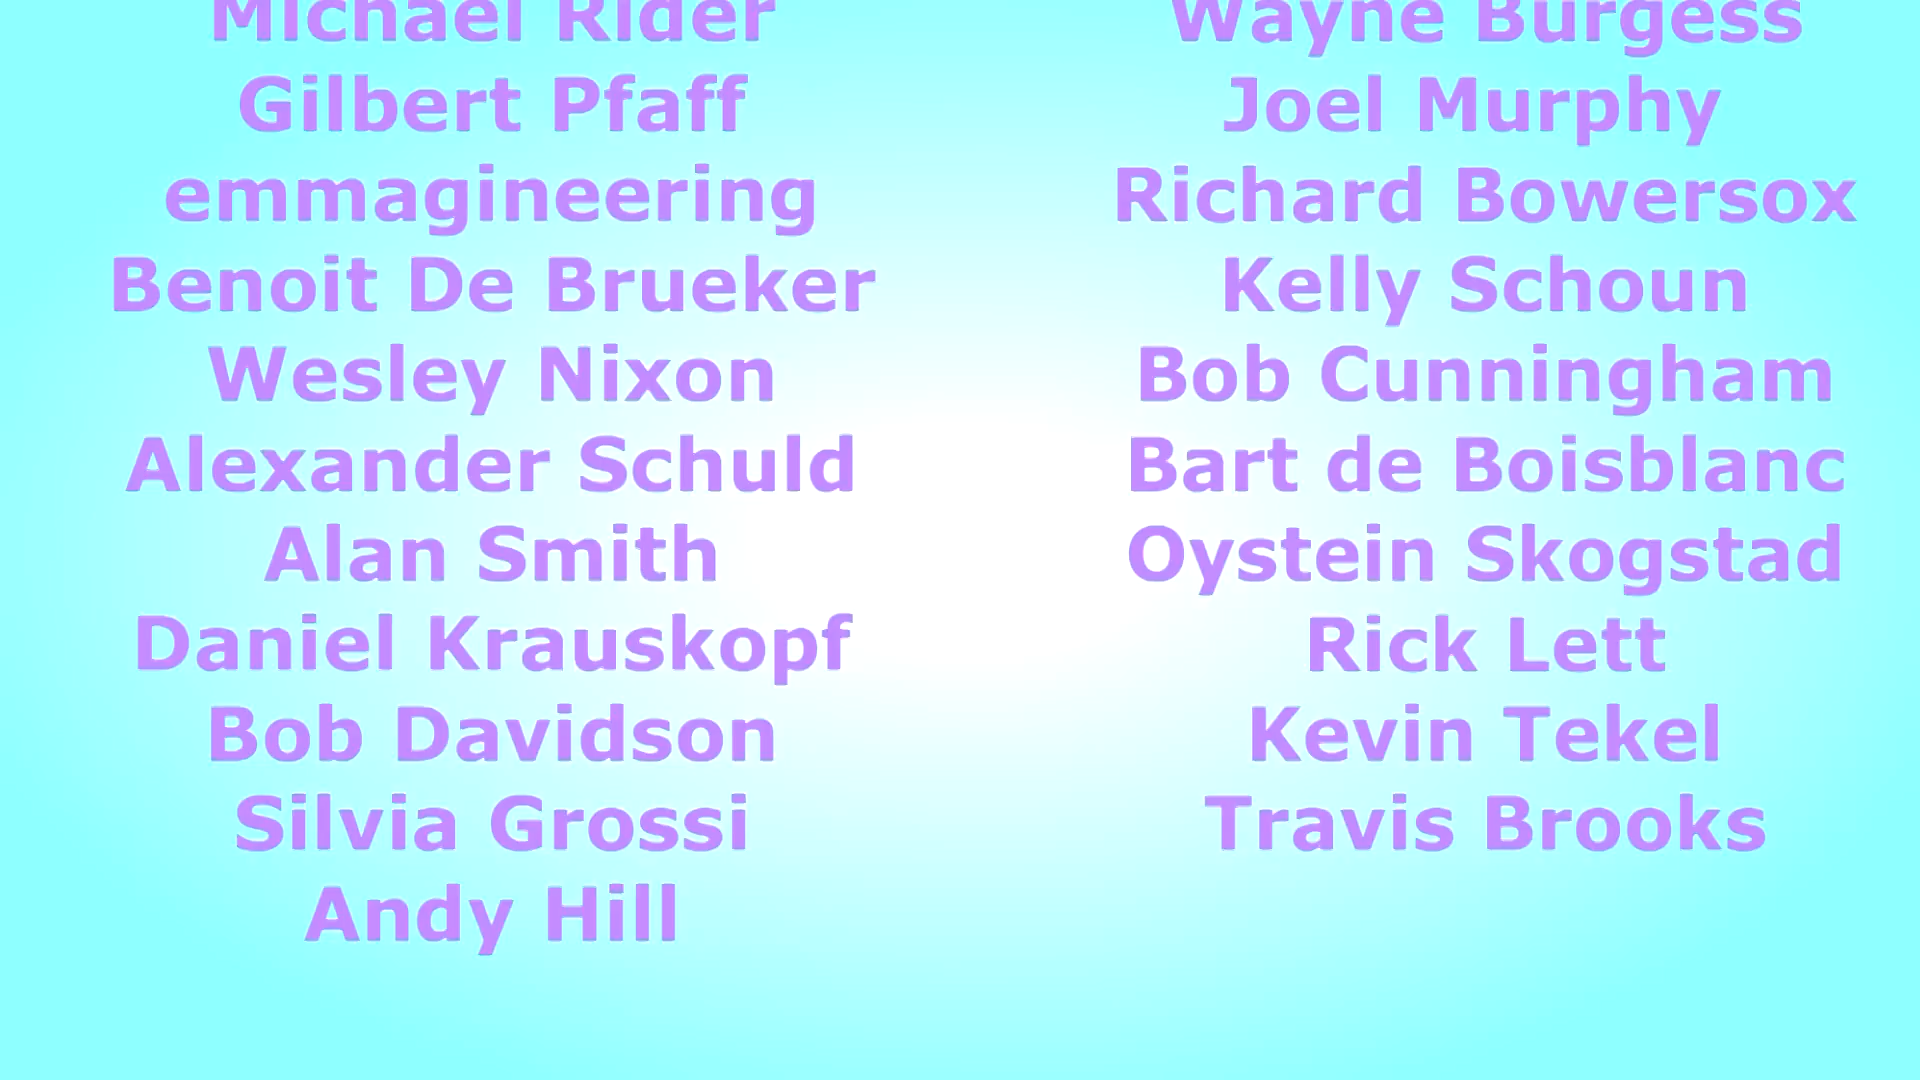 Michael Rider
Gilbert Pfaff
emmagineering
Benoit De Brueker
Wesley Nixon
Alexander Schuld
Alan Smith
Daniel Krauskopf
Bob Davidson
Silvia Grossi
Andy Hill
Wayne Burgess
Joel Murphy
Richard Bowersox
Kelly Schoun
Bob Cunningham
Bart de Boisblanc
Oystein Skogstad
Rick Lett
Kevin Tekel
Travis Brooks